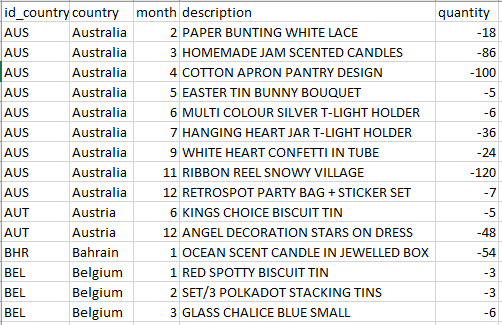 id_country country month description quantity
AUS Australia 2 PAPER BUNTING WHITE LACE -18
AUS Australia 3 HOMEMADE JAM SCENTED CANDLES -86
AUS Australia 4 COTTON APRON PANTRY DESIGN -100
AUS Australia 5 EASTER TIN BUNNY BOUQUET -5
AUS Australia 6 MULTI COLOUR SILVER T-LIGHT HOLDER -6
AUS Australia 7 HANGING HEART JAR T-LIGHT HOLDER -36
AUS Australia 9 WHITE HEART CONFETTI IN TUBE -24
AUS Australia 11 RIBBON REEL SNOWY VILLAGE -120
AUS Australia 12 RETROSPOT PARTY BAG + STICKER SET -7
AUT Austria 6 KINGS CHOICE BISCUIT TIN -5
AUT Austria 12 ANGEL DECORATION STARS ON DRESS -48
BHR Bahrain 1 OCEAN SCENT CANDLE IN JEWELLED BOX -54
BEL Belgium 1 RED SPOTTY BISCUIT TIN -3
BEL Belgium 2 SET/3 POLKADOT STACKING TINS -3
BEL Belgium 3 GLASS CHALICE BLUE SMALL -6